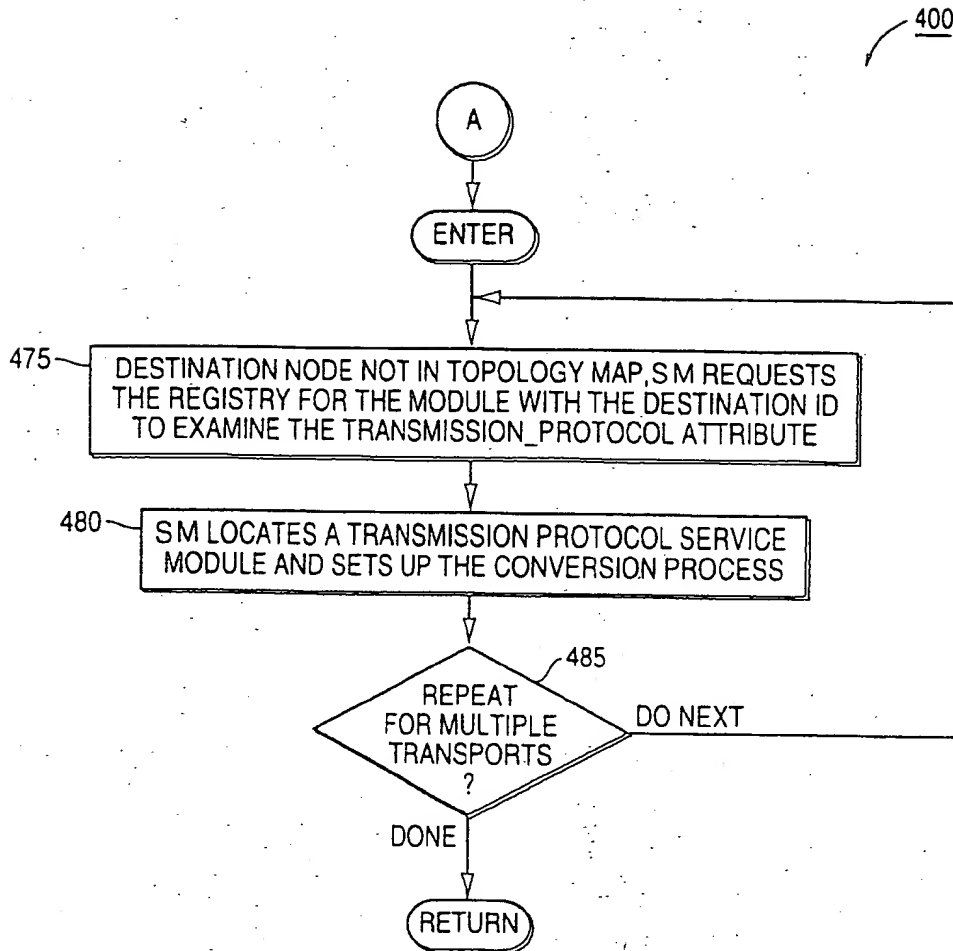 400
A
ENTER
475
DESTINATION NODE NOT IN TOPOLOGY MAP,SM REQUESTS
THE REGISTRY FOR THE MODULE WITH THE DESTINATION ID
TO EXAMINE THE TRANSMISSION_PROTOCOL ATTRIBUTE
480
SM LOCATES A TRANSMISSION PROTOCOL SERVICE
MODULE AND SETS UP THE CONVERSION PROCESS
485
REPEAT
FOR MULTIPLE
TRANSPORTS
?
DO NEXT
DONE
RETURN